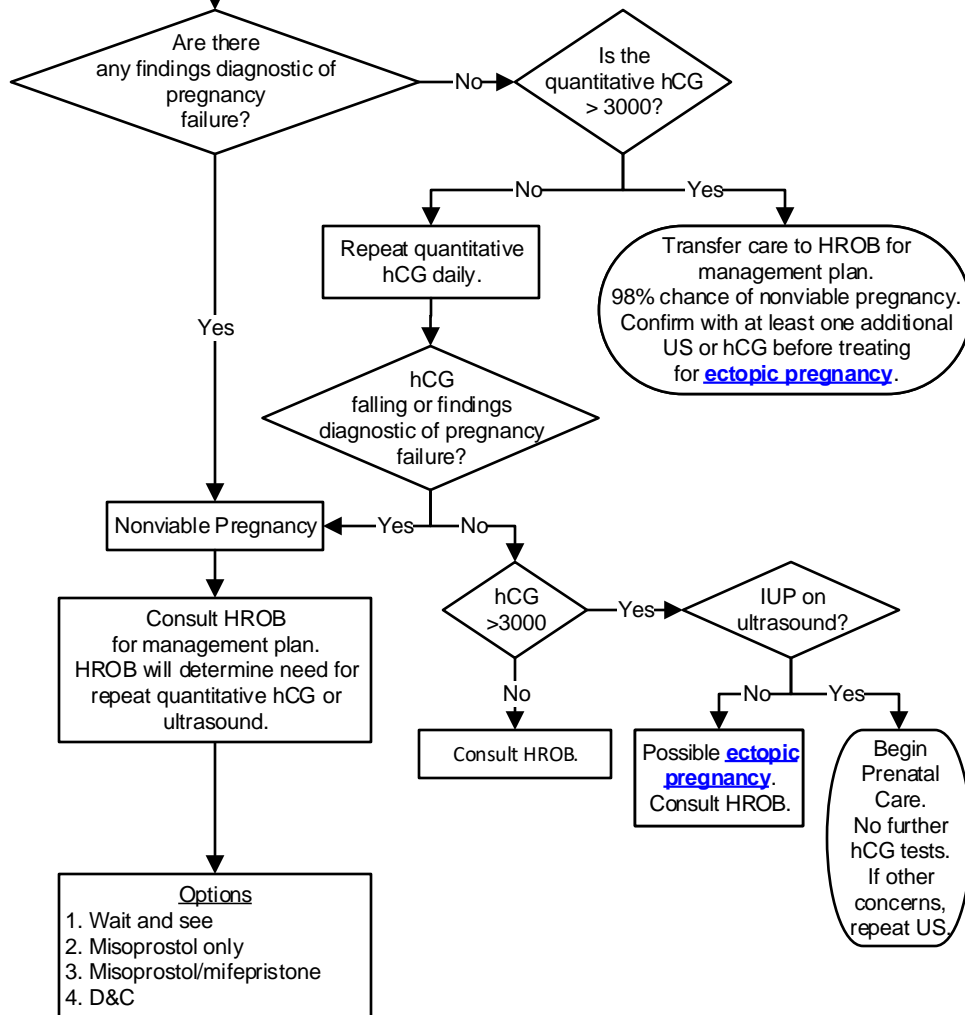 Are there
any findings diagnostic of
pregnancy
failure?
No
Is the
quantitative hCG
> 3000?
No
Yes
Repeat quantitative
hCG daily.
Transfer care to HROB for
management plan.
98% chance of nonviable pregnancy.
Confirm with at least one additional
US or hCG before treating
for ectopic pregnancy.
Yes
hCG
falling or findings
diagnostic of pregnancy
failure?
Nonviable Pregnancy
Yes
No
hCG
>3000
Yes
IUP on
ultrasound?
Consult HROB
for management plan.
HROB will determine need for
repeat quantitative hCG or
ultrasound.
No
No
Yes
Consult HROB.
Possible ectopic
pregnancy.
Consult HROB.
Begin
Prenatal
Care.
No further
hCG tests.
If other
concerns,
repeat US.
Options
1. Wait and see
2. Misoprostol only
3. Misoprostol/mifepristone
4. D&C